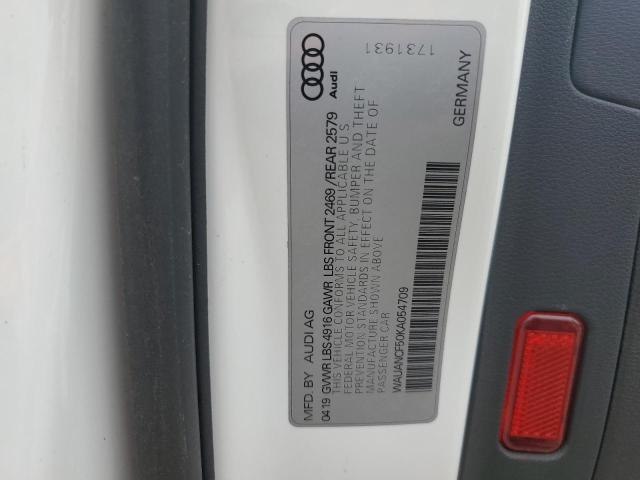 Audi
1731931
MFD. BY AUDI AG
GERMANY
04 19 GVWR LBS 4916 GAWR LBS FRONT 2469 / REAR 2579
THIS VEHICLE CONFORMS TO ALL APPLICABLE U S
FEDERAL MOTOR VEHICLE SAFETY, BUMPER AND THEFT
PREVENTION STANDARDS IN EFFECT ON THE DATE OF
MANUFACTURE SHOWN ABOVE
PASSENGER CAR
WAUANCF50KA054709